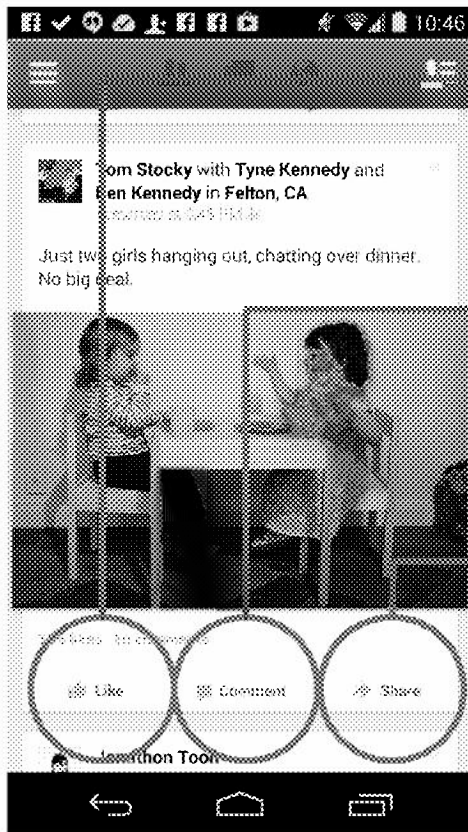 10:46
Tom Stocky with Tyne Kennedy and
Ben Kennedy in Felton, CA
Just two girls hanging out, chatting over dinner.
No big deal.
Like Comment Share
Jonathon Toon